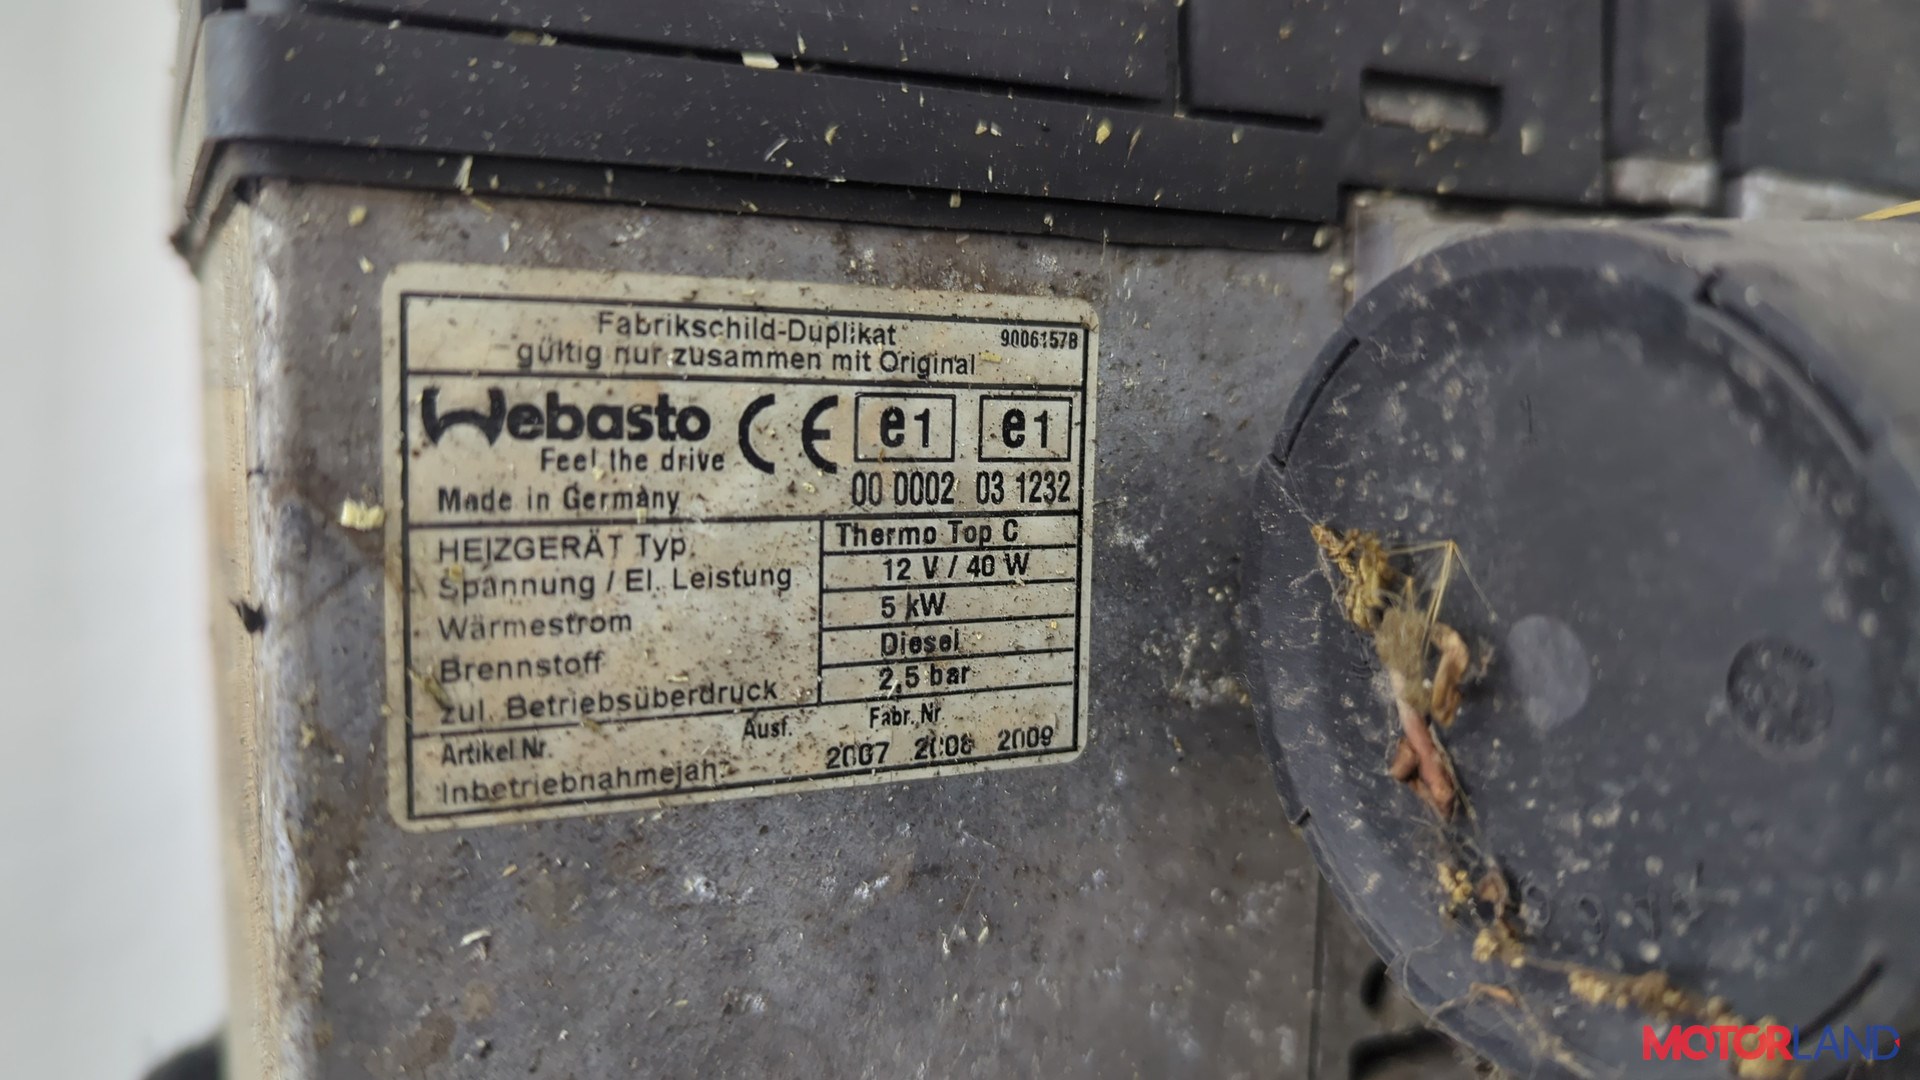 Fabrikschild-Duplikat
gültig nur zusammen mit Original
9006157B
Webasto
Feel the drive
Made in Germany
CE e1 e1
00 0002 03 1232
HEIZGERÄT Typ. Thermo Top C
Spannung / El. Leistung 12 V / 40 W
Wärmestrom 5 kW
Brennstoff Diesel
zul. Betriebsüberdruck 2,5 bar
Artikel Nr. Ausf. Fabr. Nr.
Inbetriebnahmejahr 2007 2008 2009
MOTORLAND